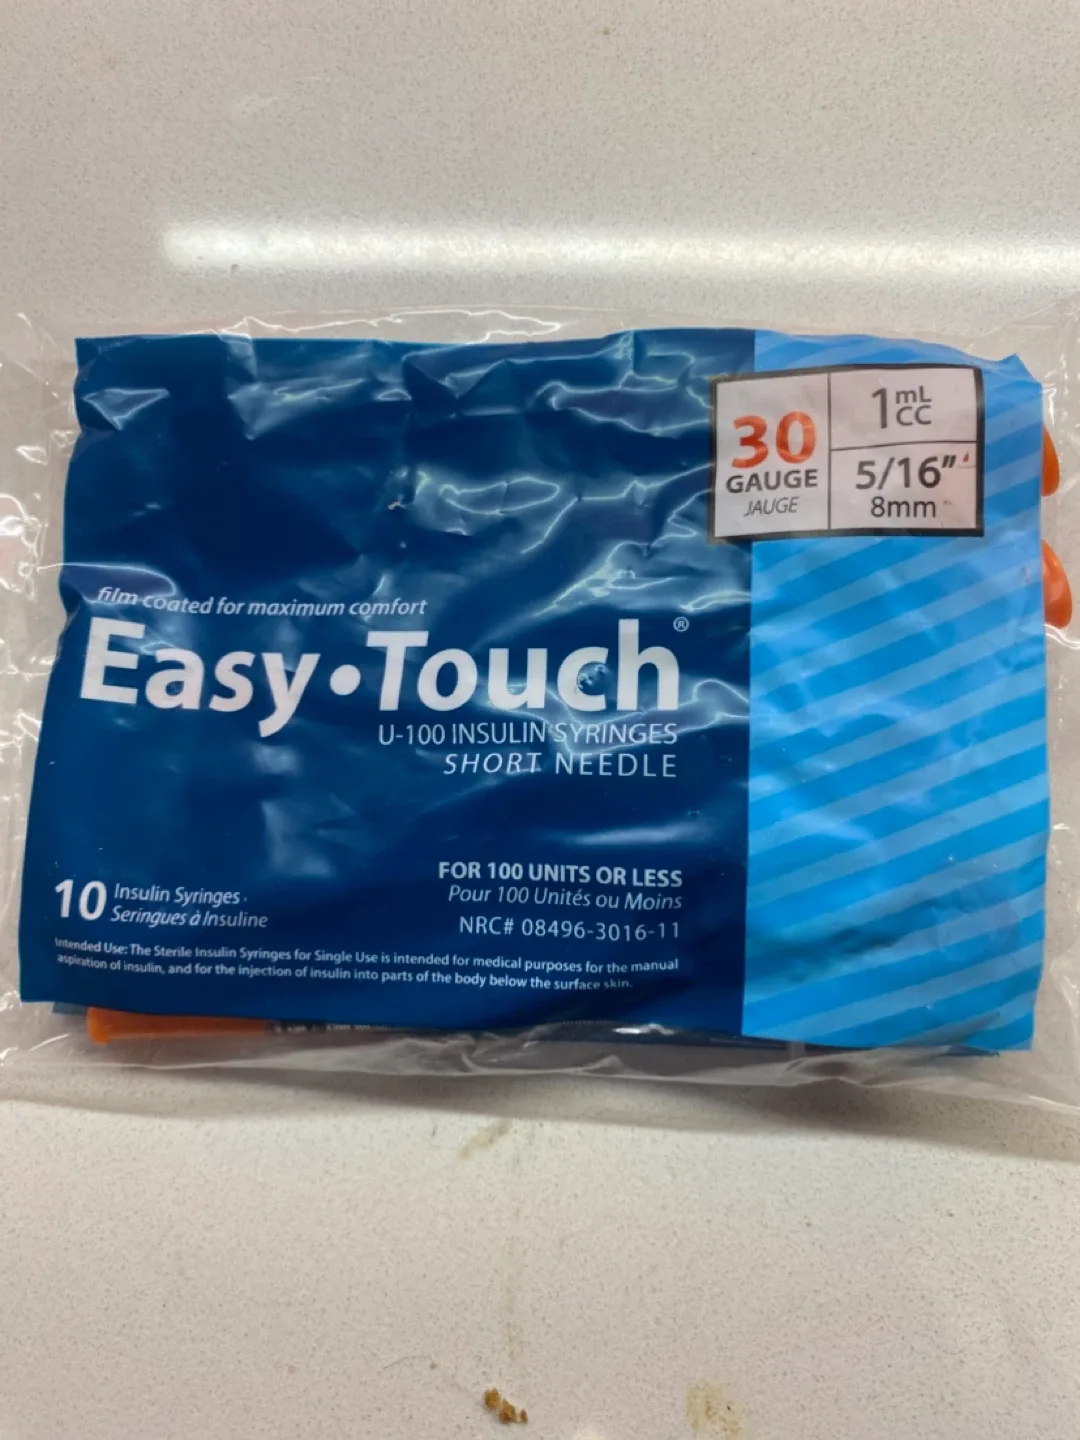 30
GAUGE
JAUGE
1 mL
CC
5/16"
8mm
film coated for maximum comfort
Easy•Touch®
U-100 INSULIN SYRINGES
SHORT NEEDLE
FOR 100 UNITS OR LESS
Pour 100 Unités ou Moins
NRC# 08496-3016-11
10 Insulin Syringes
Seringues à Insuline
Intended Use: The Sterile Insulin Syringes for Single Use is intended for medical purposes for the manual
aspiration of insulin, and for the injection of insulin into parts of the body below the surface skin.